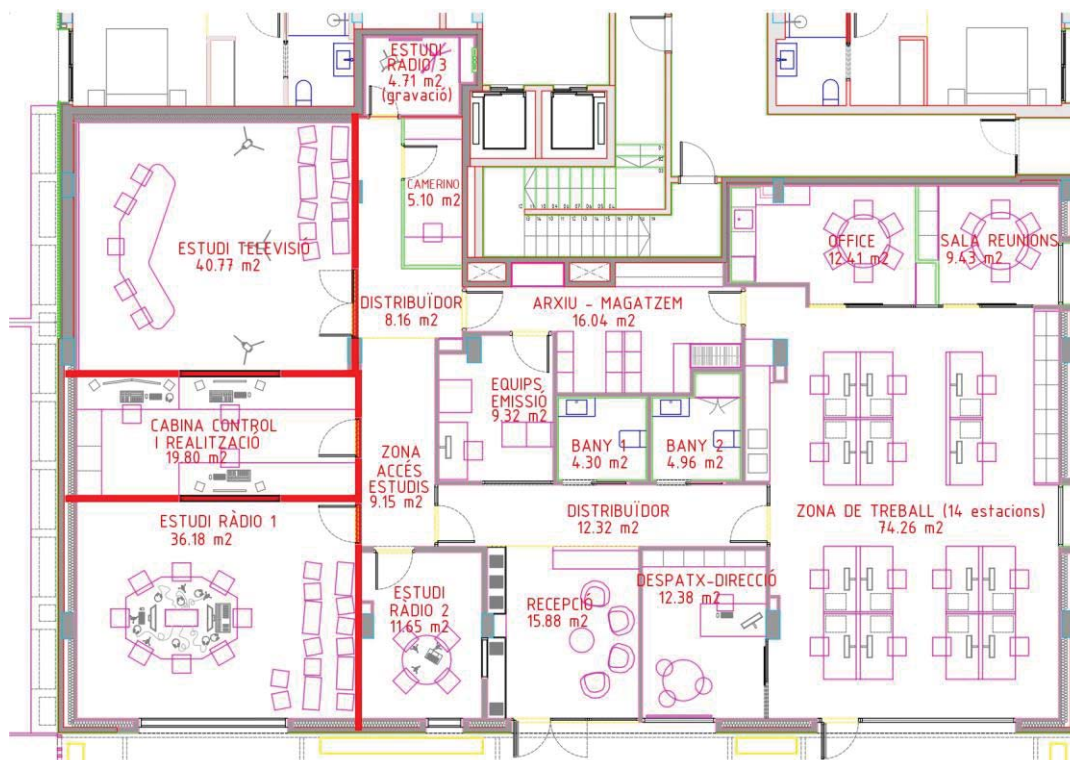 ESTUDI
RÀDIO 3
4.71 m2
(gravació)
CAMERINO
5.10 m2
ESTUDI TELEVISIÓ
40.77 m2
OFFICE
12.41 m2
SALA REUNIONS
9.43 m2
DISTRIBUÏDOR
8.16 m2
ARXIU - MAGATZEM
16.04 m2
EQUIPS
EMISSIÓ
9.32 m2
CABINA CONTROL
I REALITZACIÓ
19.80 m2
BANY 1
4.30 m2
BANY 2
4.96 m2
ZONA
ACCÉS
ESTUDIS
9.15 m2
ESTUDI RÀDIO 1
36.18 m2
DISTRIBUÏDOR
12.32 m2
ZONA DE TREBALL (14 estacions)
74.26 m2
ESTUDI
RÀDIO 2
11.65 m2
RECEPCIÓ
15.88 m2
DESPATX-DIRECCIÓ
12.38 m2